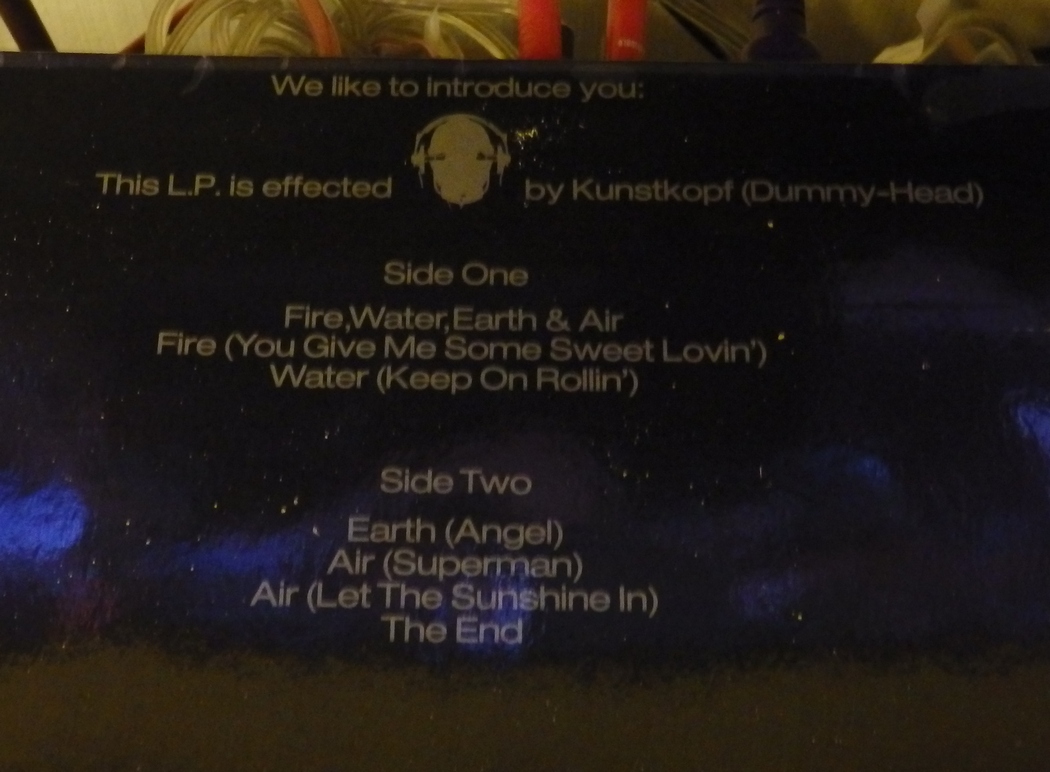 We like to introduce you:
This L.P. is effected by Kunstkopf (Dummy-Head)
Side One
Fire,Water,Earth & Air
Fire (You Give Me Some Sweet Lovin')
Water (Keep On Rollin')
Side Two
Earth (Angel)
Air (Superman)
Air (Let The Sunshine In)
The End